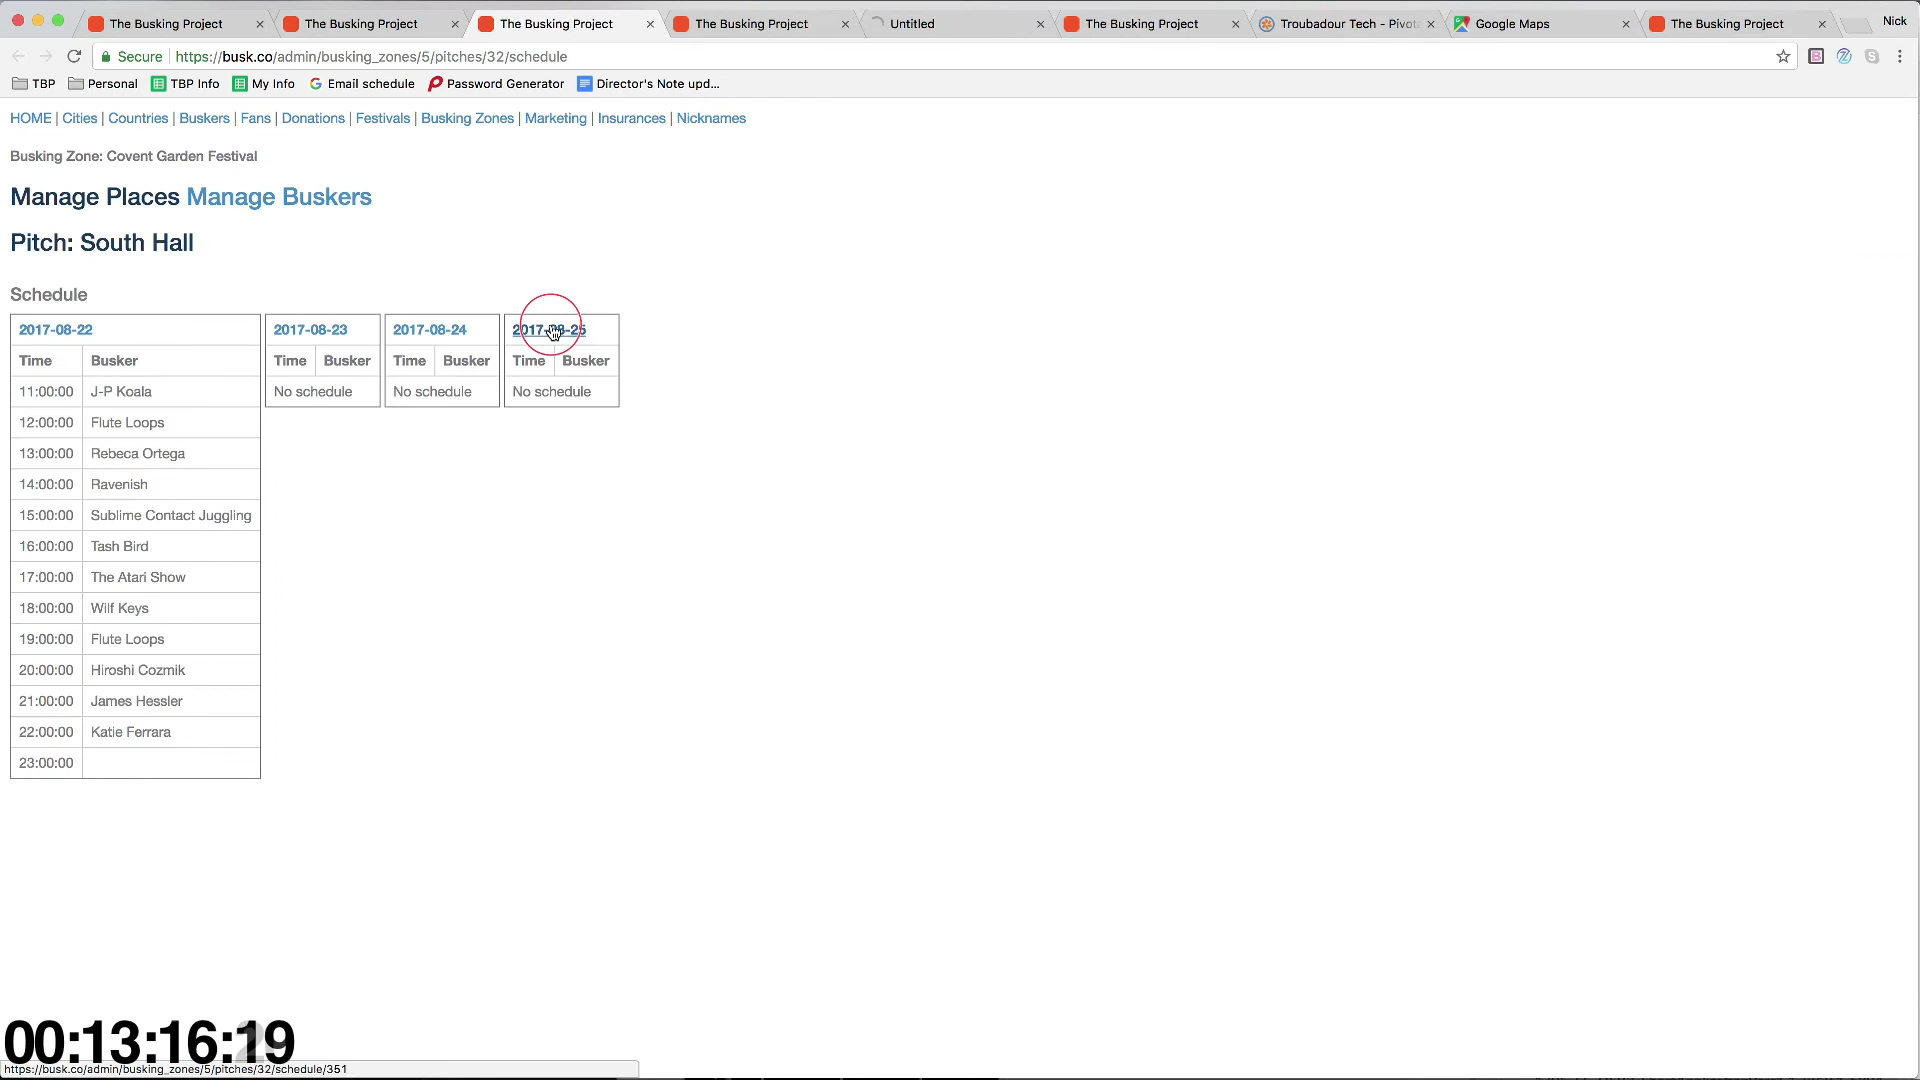 The Busking Project The Busking Project The Busking Project The Busking Project Untitled The Busking Project Troubadour Tech - Pivota Google Maps The Busking Project Nick
Secure https://busk.co/admin/busking_zones/5/pitches/32/schedule
TBP Personal TBP Info My Info Email schedule Password Generator Director's Note upd...
HOME | Cities | Countries | Buskers | Fans | Donations | Festivals | Busking Zones | Marketing | Insurances | Nicknames
Busking Zone: Covent Garden Festival
Manage Places Manage Buskers
Pitch: South Hall
Schedule
2017-08-22 2017-08-23 2017-08-24 2017-08-25
Time Busker Time Busker Time Busker Time Busker
11:00:00 J-P Koala No schedule No schedule No schedule
12:00:00 Flute Loops
13:00:00 Rebeca Ortega
14:00:00 Ravenish
15:00:00 Sublime Contact Juggling
16:00:00 Tash Bird
17:00:00 The Atari Show
18:00:00 Wilf Keys
19:00:00 Flute Loops
20:00:00 Hiroshi Cozmik
21:00:00 James Hessler
22:00:00 Katie Ferrara
23:00:00
00:13:16:19
https://busk.co/admin/busking_zones/5/pitches/32/schedule/351